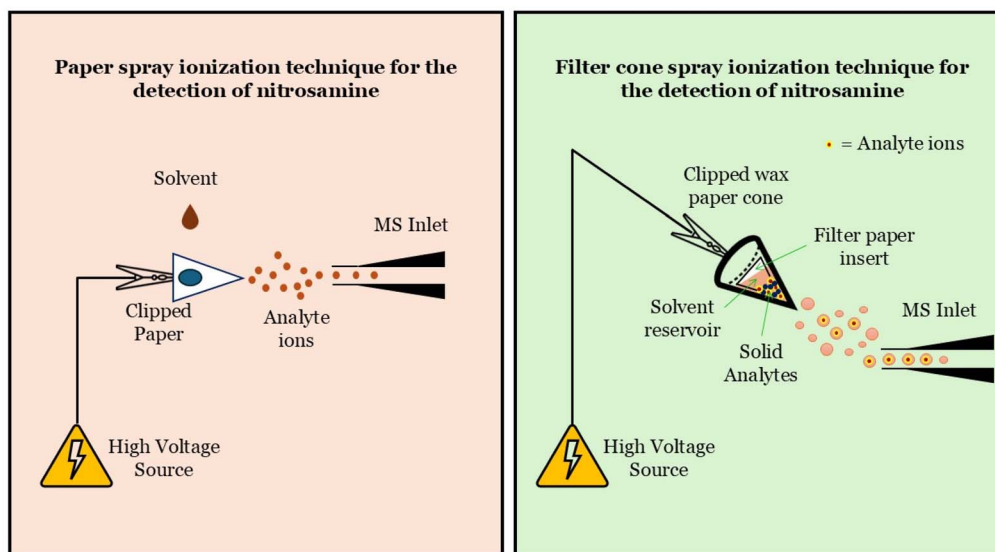 Paper spray ionization technique for the
detection of nitrosamine
Solvent
MS Inlet
Clipped
Paper
Analyte
ions
High Voltage
Source
Filter cone spray ionization technique for
the detection of nitrosamine
= Analyte ions
Clipped wax
paper cone
Filter paper
insert
Solvent
reservoir
MS Inlet
Solid
Analytes
High Voltage
Source